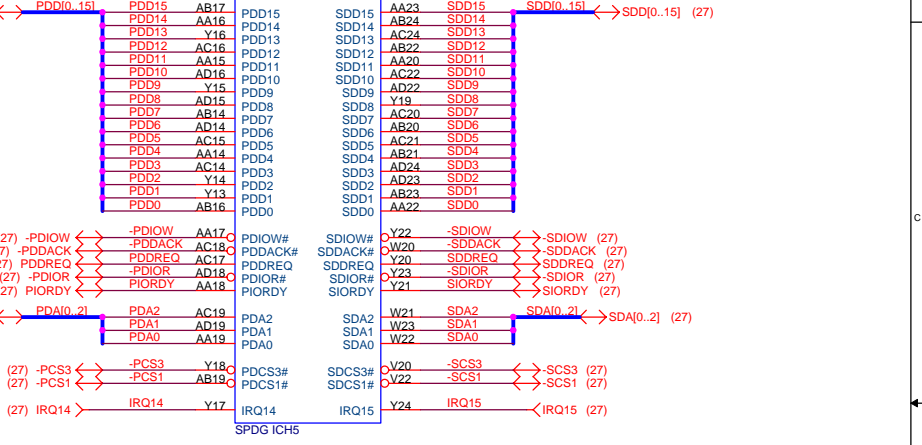 PDD[0..15] PDD15 AB17 PDD15 SDD15 AA23 SDD15 SDD[0..15] SDD[0..15] (27)
PDD14 AA16 PDD14 SDD14 AB24 SDD14
PDD13 Y16 PDD13 SDD13 AC24 SDD13
PDD12 AC16 PDD12 SDD12 AB22 SDD12
PDD11 AA15 PDD11 SDD11 AA20 SDD11
PDD10 AD16 PDD10 SDD10 AC22 SDD10
PDD9 Y15 PDD9 SDD9 AD22 SDD9
PDD8 AD15 PDD8 SDD8 Y19 SDD8
PDD7 AB14 PDD7 SDD7 AC20 SDD7
PDD6 AD14 PDD6 SDD6 AB20 SDD6
PDD5 AC15 PDD5 SDD5 AC21 SDD5
PDD4 AA14 PDD4 SDD4 AB21 SDD4
PDD3 AC14 PDD3 SDD3 AD24 SDD3
PDD2 Y14 PDD2 SDD2 AD23 SDD2
PDD1 Y13 PDD1 SDD1 AB23 SDD1
PDD0 AB16 PDD0 SDD0 AA22 SDD0
C
27) -PDIOW -PDIOW AA17 PDIOW# SDIOW# Y22 -SDIOW -SDIOW (27)
7) -PDDACK -PDDACK AC18 PDDACK# SDDACK# W20 -SDDACK -SDDACK (27)
27) PDDREQ PDDREQ AC17 PDDREQ SDDREQ Y20 SDDREQ SDDREQ (27)
(27) -PDIOR -PDIOR AD18 PDIOR# SDIOR# Y23 -SDIOR -SDIOR (27)
27) PIORDY PIORDY AA18 PIORDY SIORDY Y21 SIORDY SIORDY (27)
PDA[0..2] PDA2 AC19 PDA2 SDA2 W21 SDA2 SDA[0..2] SDA[0..2] (27)
PDA1 AD19 PDA1 SDA1 W23 SDA1
PDA0 AA19 PDA0 SDA0 W22 SDA0
(27) -PCS3 -PCS3 Y18 PDCS3# SDCS3# V20 -SCS3 -SCS3 (27)
(27) -PCS1 -PCS1 AB19 PDCS1# SDCS1# V22 -SCS1 -SCS1 (27)
(27) IRQ14 IRQ14 Y17 IRQ14 IRQ15 Y24 IRQ15 IRQ15 (27)
SPDG ICH5